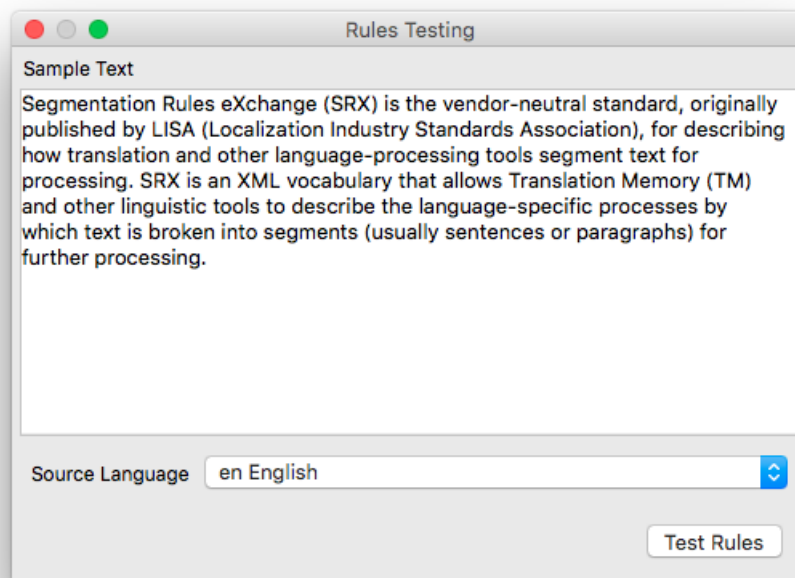 Rules Testing
Sample Text
Segmentation Rules eXchange (SRX) is the vendor-neutral standard, originally
published by LISA (Localization Industry Standards Association), for describing
how translation and other language-processing tools segment text for
processing. SRX is an XML vocabulary that allows Translation Memory (TM)
and other linguistic tools to describe the language-specific processes by
which text is broken into segments (usually sentences or paragraphs) for
further processing.
Source Language en English
Test Rules